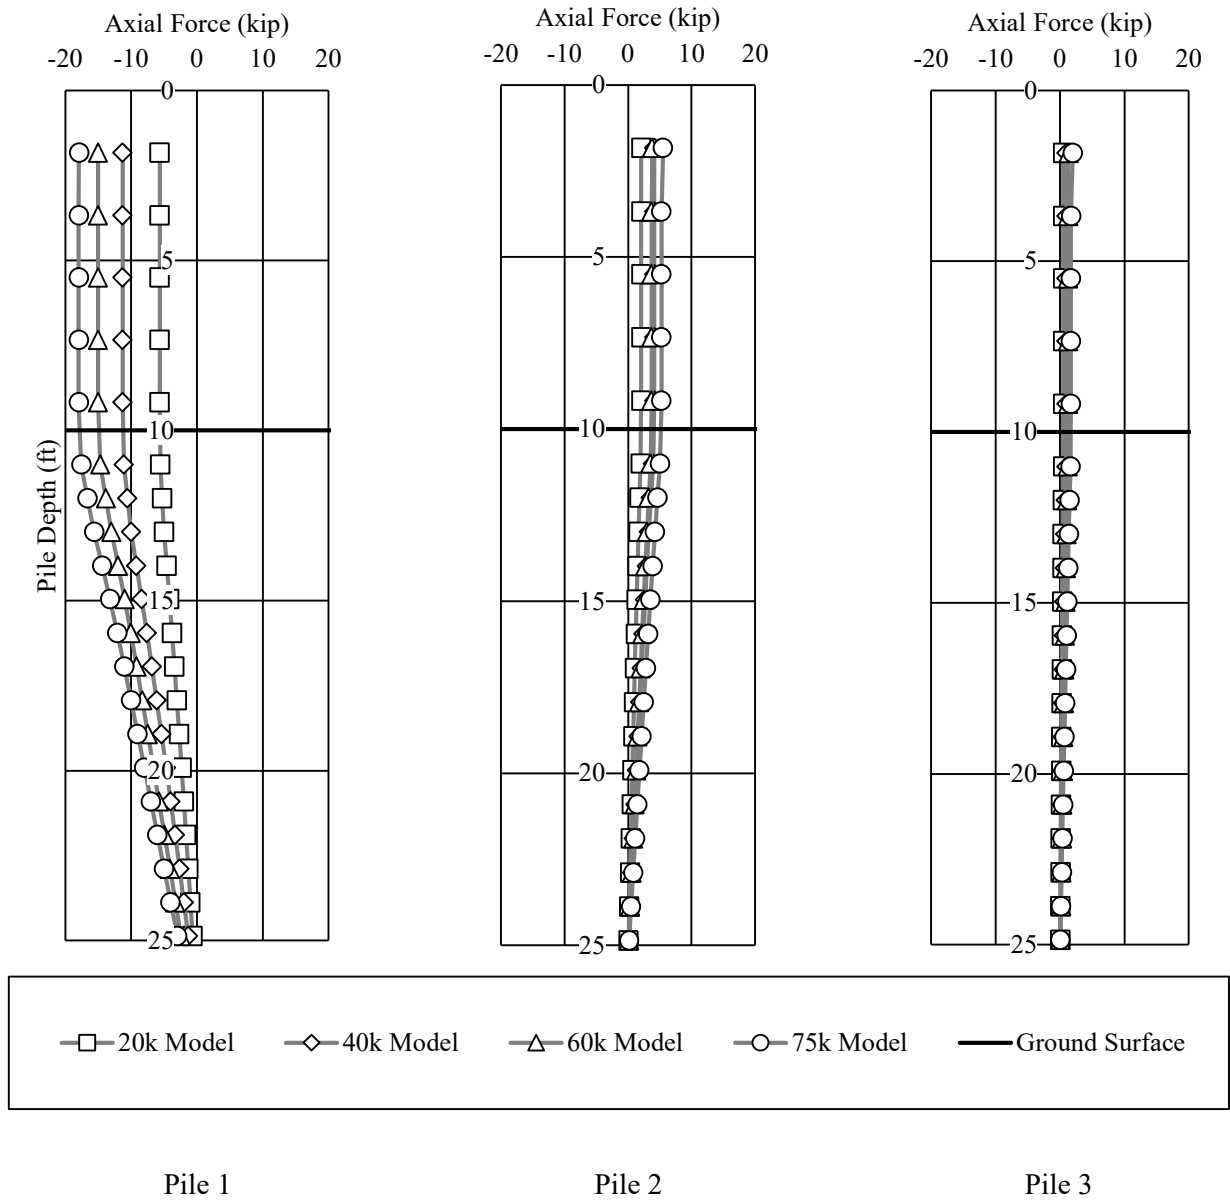 Axial Force (kip)
-20 -10 0 10 20
0
5
10
15
20
25
Pile Depth (ft)
Axial Force (kip)
-20 -10 0 10 20
0
5
10
15
20
25
Axial Force (kip)
-20 -10 0 10 20
0
5
10
15
20
25
20k Model 40k Model 60k Model 75k Model Ground Surface
Pile 1 Pile 2 Pile 3